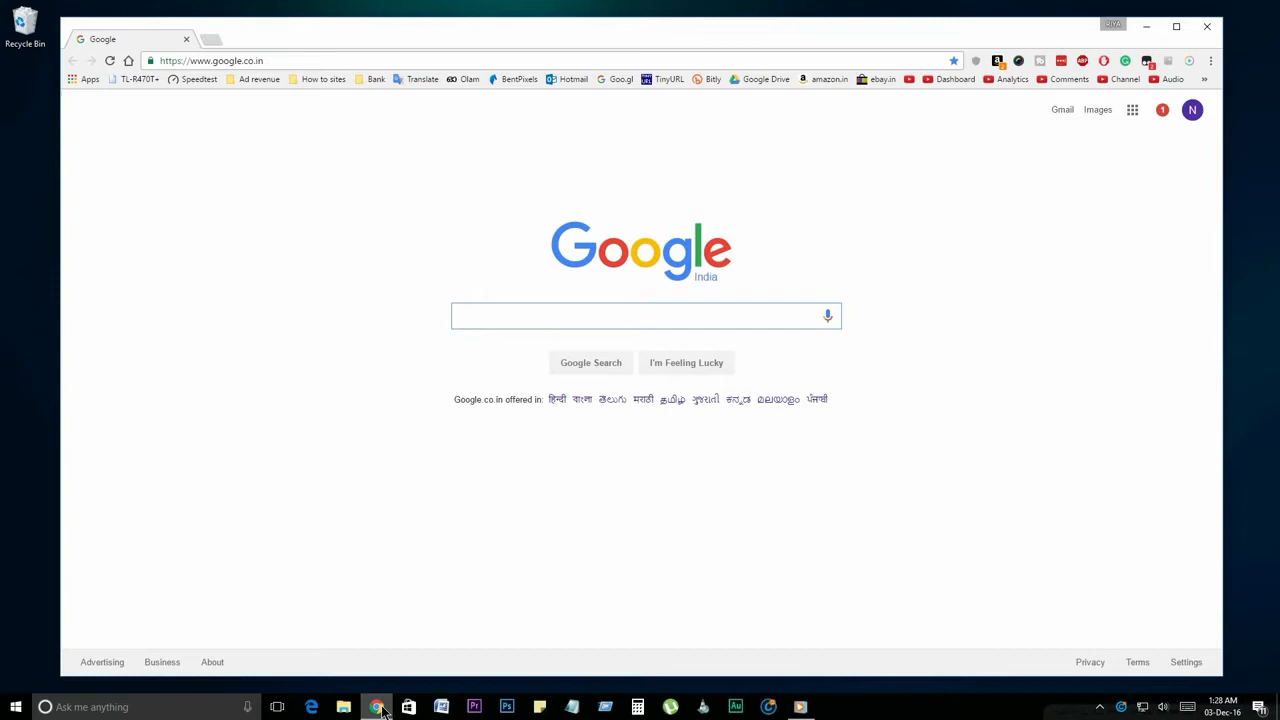 Recycle Bin
Google
RIYA
https://www.google.co.in
Apps TL-R470T+ Speedtest Ad revenue How to sites Bank Translate Olam BentPixels Hotmail Goo.gl TinyURL Bitly Google Drive amazon.in ebay.in Dashboard Analytics Comments Channel Audio »
Gmail Images 1 N
Google
India
Google Search I'm Feeling Lucky
Google.co.in offered in: हिन्दी বাংলা తెలుగు मराठी தமிழ் ગુજરાતી ಕನ್ನಡ മലയാളം ਪੰਜਾਬੀ
Advertising Business About Privacy Terms Settings
Ask me anything
1:28 AM
03-Dec-16